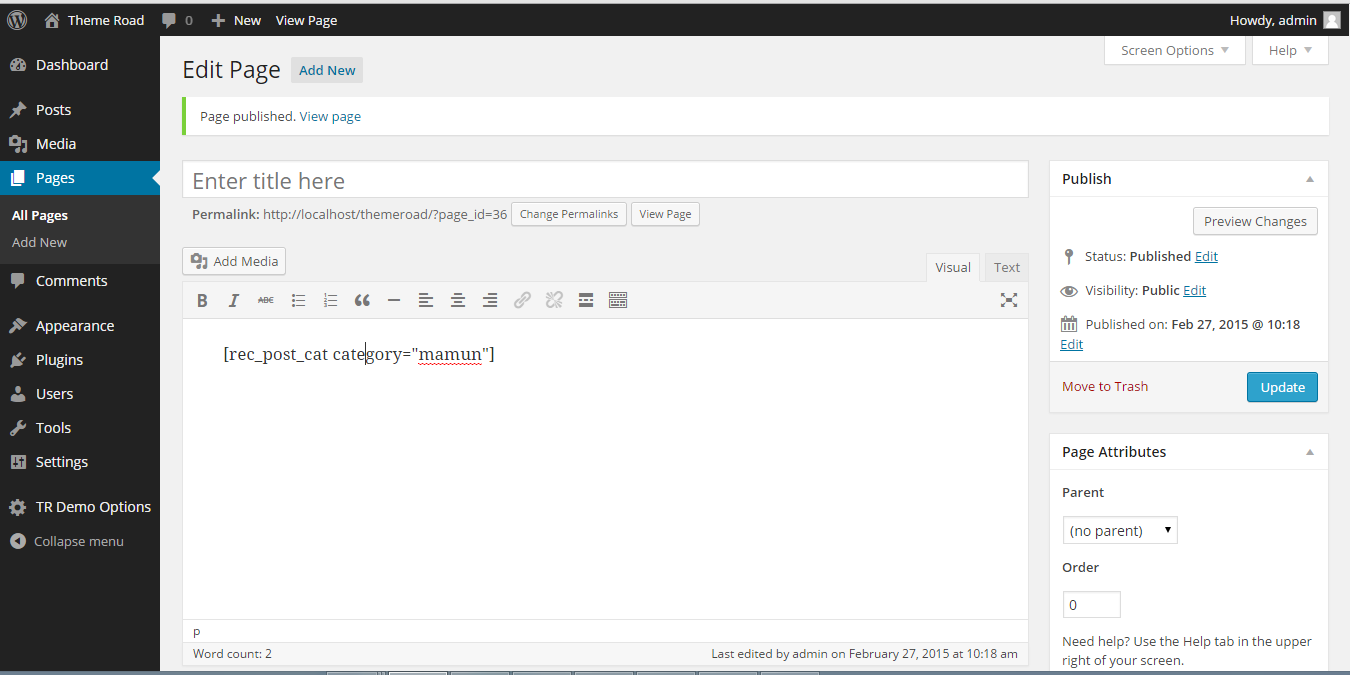 Theme Road 0 New View Page Howdy, admin
Dashboard
Posts
Media
Pages
All Pages
Add New
Comments
Appearance
Plugins
Users
Tools
Settings
TR Demo Options
Collapse menu
Screen Options Help
Edit Page Add New
Page published. View page
Enter title here
Permalink: http://localhost/themeroad/?page_id=36 Change Permalinks View Page
Add Media
Visual Text
B I ABC
[rec_post_cat category="mamun"]
p
Word count: 2 Last edited by admin on February 27, 2015 at 10:18 am
Publish
Preview Changes
Status: Published Edit
Visibility: Public Edit
Published on: Feb 27, 2015 @ 10:18
Edit
Move to Trash Update
Page Attributes
Parent
(no parent)
Order
0
Need help? Use the Help tab in the upper
right of your screen.